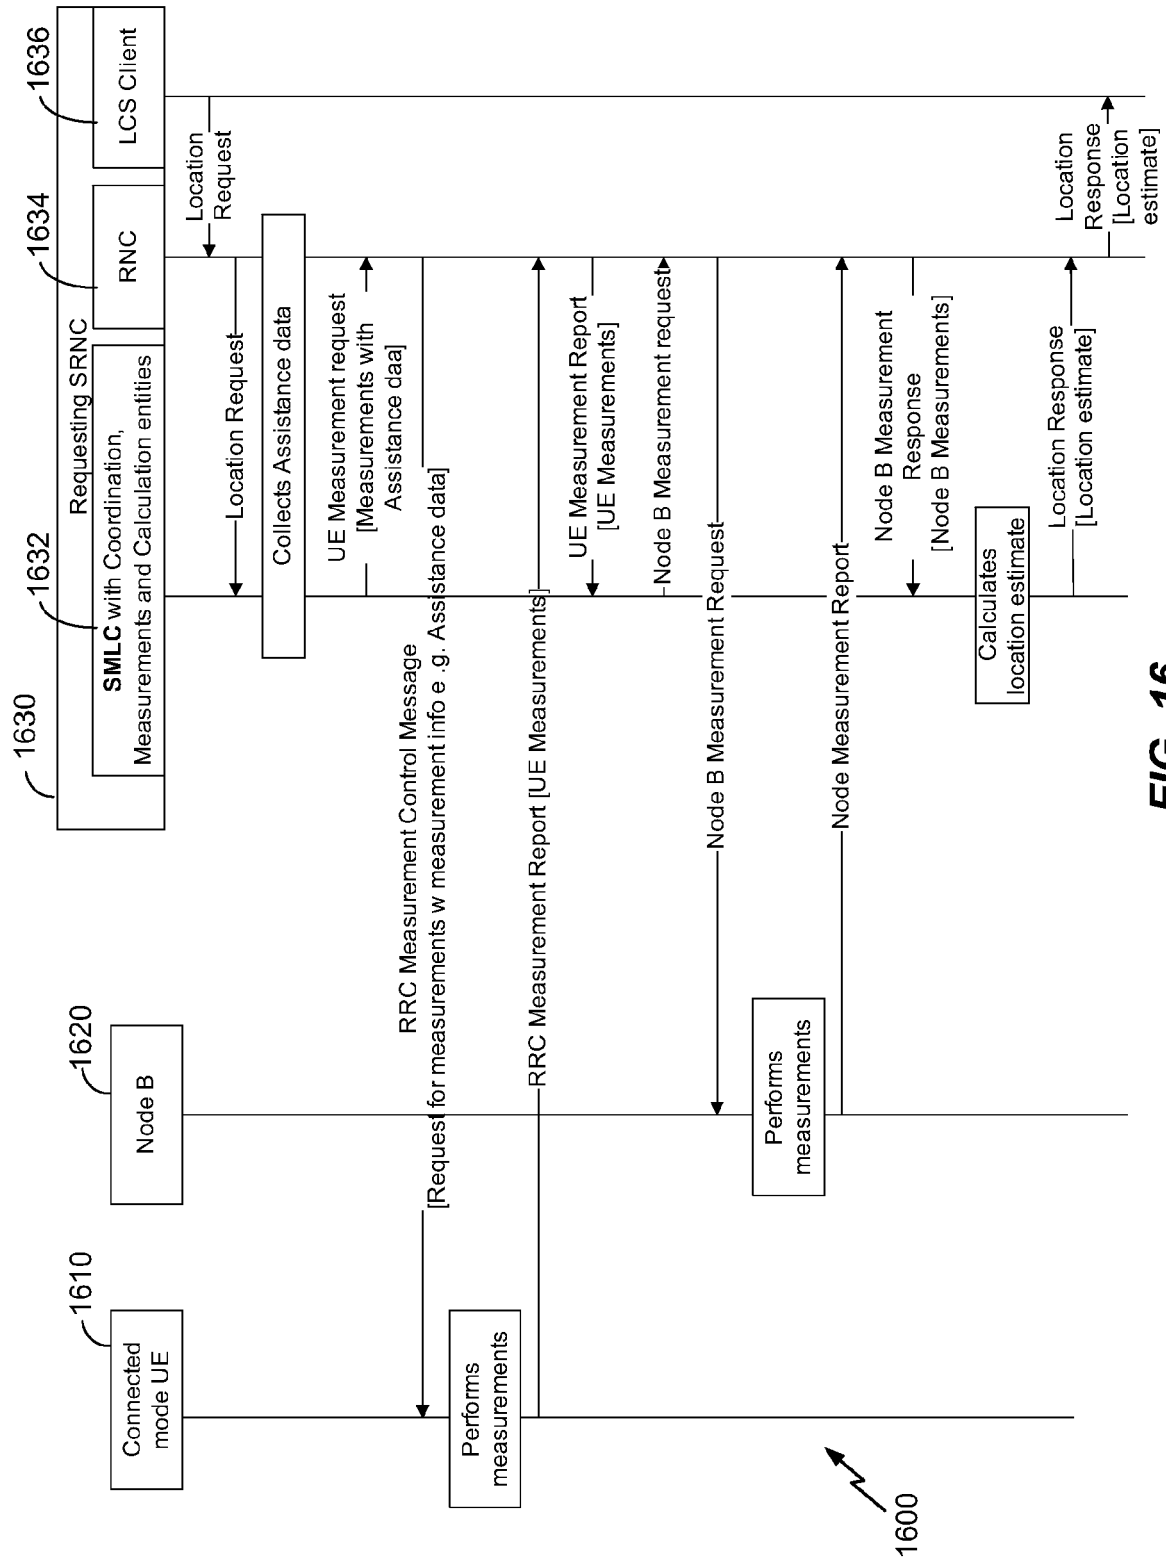 1610
1620
1630
1632
1634
1636
Connected
mode UE
Node B
Requesting SRNC
SMLC with Coordination,
Measurements and Calculation entities
RNC
LCS Client
Location
Request
Location Request
Collects Assistance data
UE Measurement request
[Measurements with
Assistance daa]
RRC Measurement Control Message
[Request for measurements w measurement info e .g. Assistance data]
Performs
measurements
RRC Measurement Report [UE Measurements]
UE Measurement Report
[UE Measurements]
Node B Measurement request
Node B Measurement Request
Performs
measurements
Node Measurement Report
Node B Measurement
Response
[Node B Measurements]
Calculates
location estimate
Location Response
[Location estimate]
Location
Response
[Location
estimate]
1600
FIG. 16